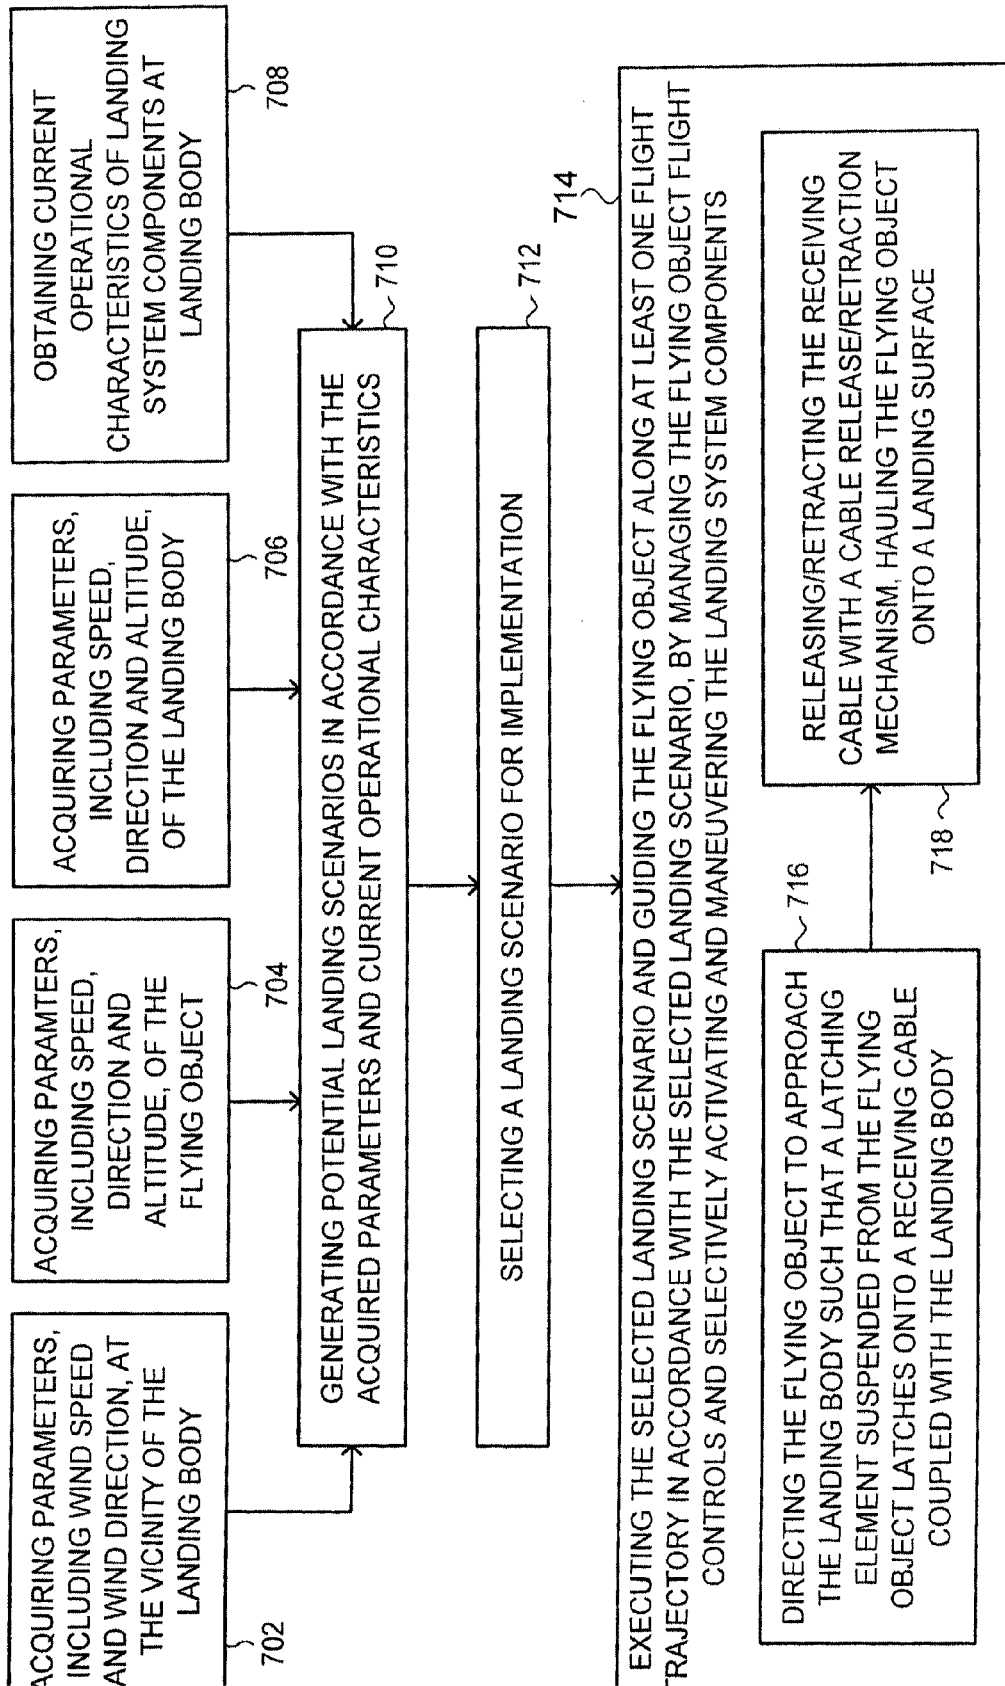 ACQUIRING PARAMETERS,
INCLUDING WIND SPEED
AND WIND DIRECTION, AT
THE VICINITY OF THE
LANDING BODY
702
ACQUIRING PARAMTERS,
INCLUDING SPEED,
DIRECTION AND
ALTITUDE, OF THE
FLYING OBJECT
704
ACQUIRING PARAMETERS,
INCLUDING SPEED,
DIRECTION AND ALTITUDE,
OF THE LANDING BODY
706
OBTAINING CURRENT
OPERATIONAL
CHARACTERISTICS OF LANDING
SYSTEM COMPONENTS AT
LANDING BODY
708
GENERATING POTENTIAL LANDING SCENARIOS IN ACCORDANCE WITH THE
ACQUIRED PARAMETERS AND CURRENT OPERATIONAL CHARACTERISTICS
710
SELECTING A LANDING SCENARIO FOR IMPLEMENTATION
712
714
EXECUTING THE SELECTED LANDING SCENARIO AND GUIDING THE FLYING OBJECT ALONG AT LEAST ONE FLIGHT
TRAJECTORY IN ACCORDANCE WITH THE SELECTED LANDING SCENARIO, BY MANAGING THE FLYING OBJECT FLIGHT
CONTROLS AND SELECTIVELY ACTIVATING AND MANEUVERING THE LANDING SYSTEM COMPONENTS
716
DIRECTING THE FLYING OBJECT TO APPROACH
THE LANDING BODY SUCH THAT A LATCHING
ELEMENT SUSPENDED FROM THE FLYING
OBJECT LATCHES ONTO A RECEIVING CABLE
COUPLED WITH THE LANDING BODY
718
RELEASING/RETRACTING THE RECEIVING
CABLE WITH A CABLE RELEASE/RETRACTION
MECHANISM, HAULING THE FLYING OBJECT
ONTO A LANDING SURFACE